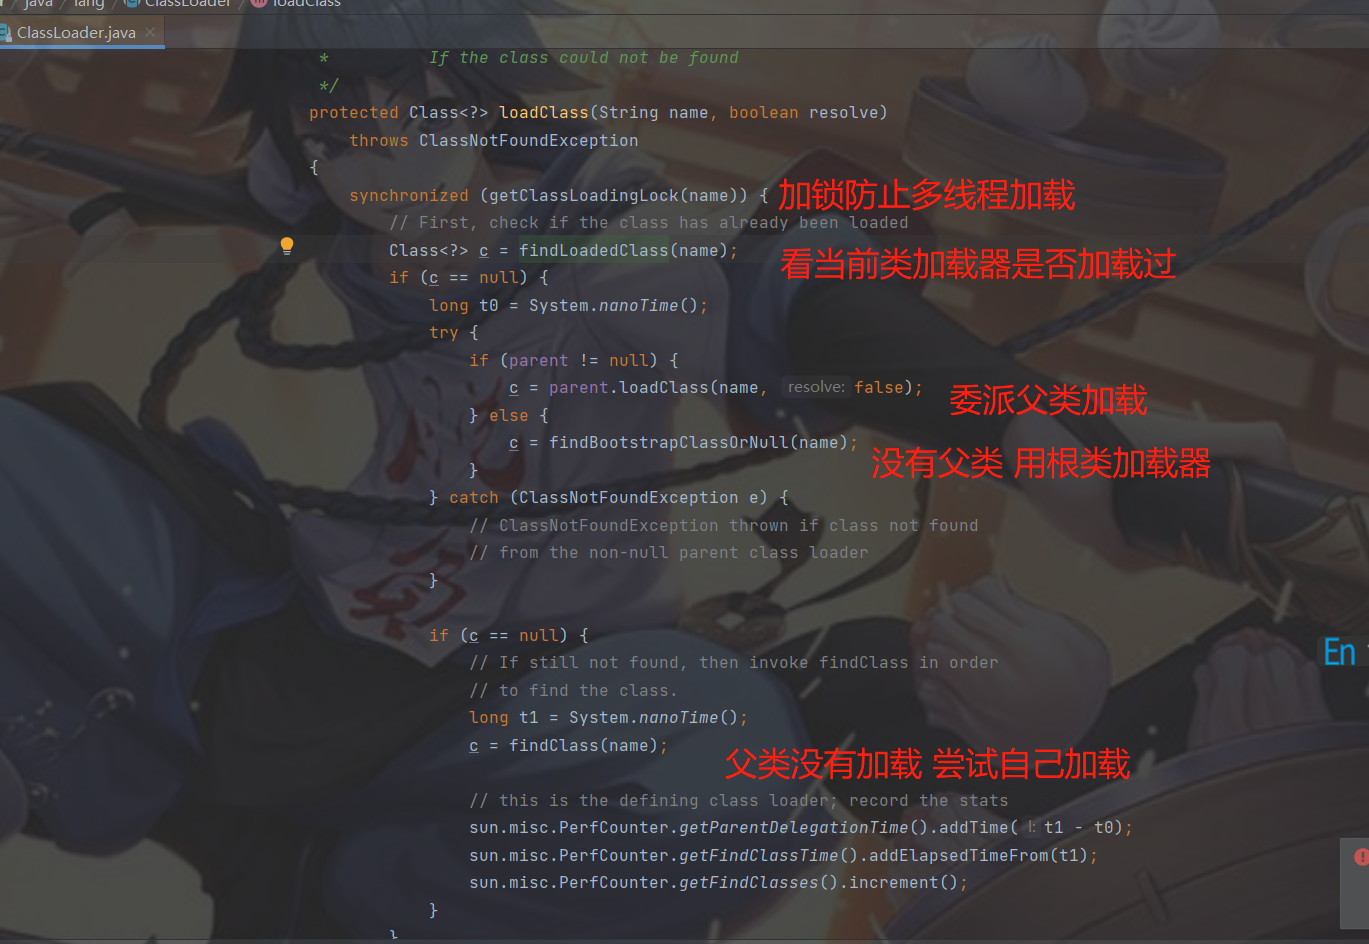 java / lang / ClassLoader / loadClass
ClassLoader.java
* If the class could not be found
*/
protected Class<?> loadClass(String name, boolean resolve)
throws ClassNotFoundException
{
synchronized (getClassLoadingLock(name)) { 加锁防止多线程加载
// First, check if the class has already been loaded
Class<?> c = findLoadedClass(name); 看当前类加载器是否加载过
if (c == null) {
long t0 = System.nanoTime();
try {
if (parent != null) {
c = parent.loadClass(name, resolve: false); 委派父类加载
} else {
c = findBootstrapClassOrNull(name); 没有父类 用根类加载器
}
} catch (ClassNotFoundException e) {
// ClassNotFoundException thrown if class not found
// from the non-null parent class loader
}
if (c == null) {
// If still not found, then invoke findClass in order
// to find the class.
long t1 = System.nanoTime();
c = findClass(name); 父类没有加载 尝试自己加载
// this is the defining class loader; record the stats
sun.misc.PerfCounter.getParentDelegationTime().addTime( l: t1 - t0);
sun.misc.PerfCounter.getFindClassTime().addElapsedTimeFrom(t1);
sun.misc.PerfCounter.getFindClasses().increment();
}
}
En